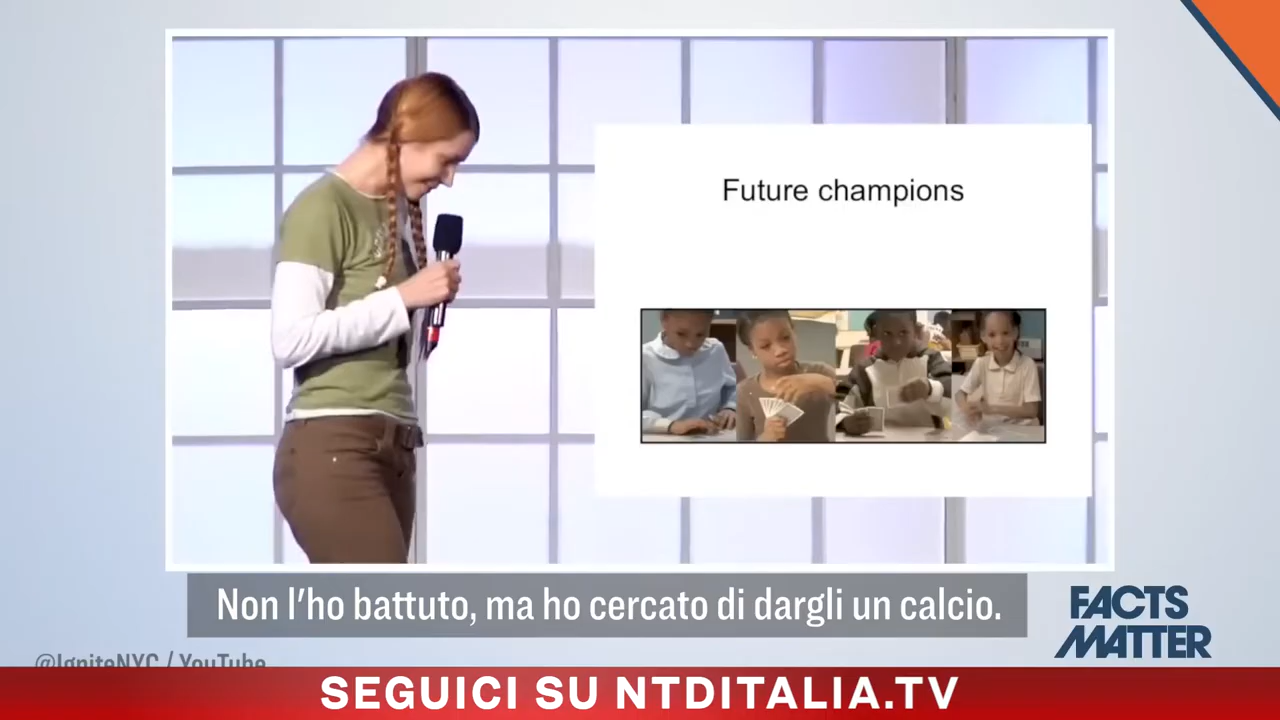 Future champions
Non l'ho battuto, ma ho cercato di dargli un calcio.
FACTS
MATTER
@IgniteNYC / YouTube
SEGUICI SU NTDITALIA.TV